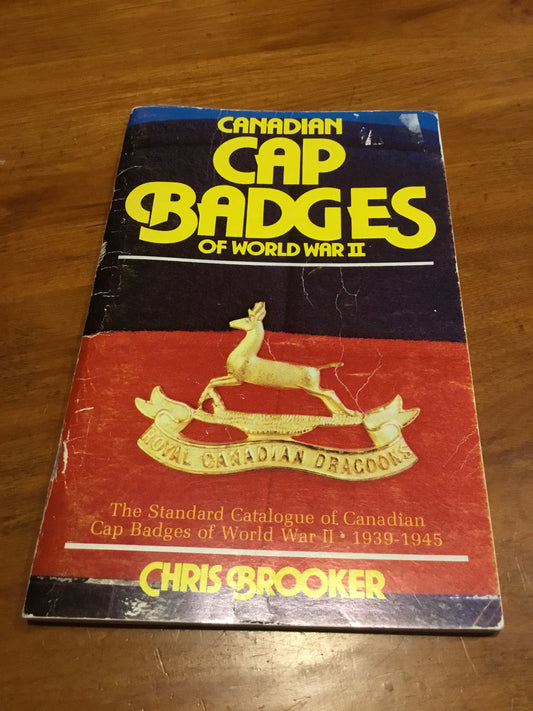 CANADIAN
CAP
BADGES
OF WORLD WAR II
ROYAL CANADIAN DRAGOONS
The Standard Catalogue of Canadian
Cap Badges of World War II • 1939-1945
CHRIS BROOKER